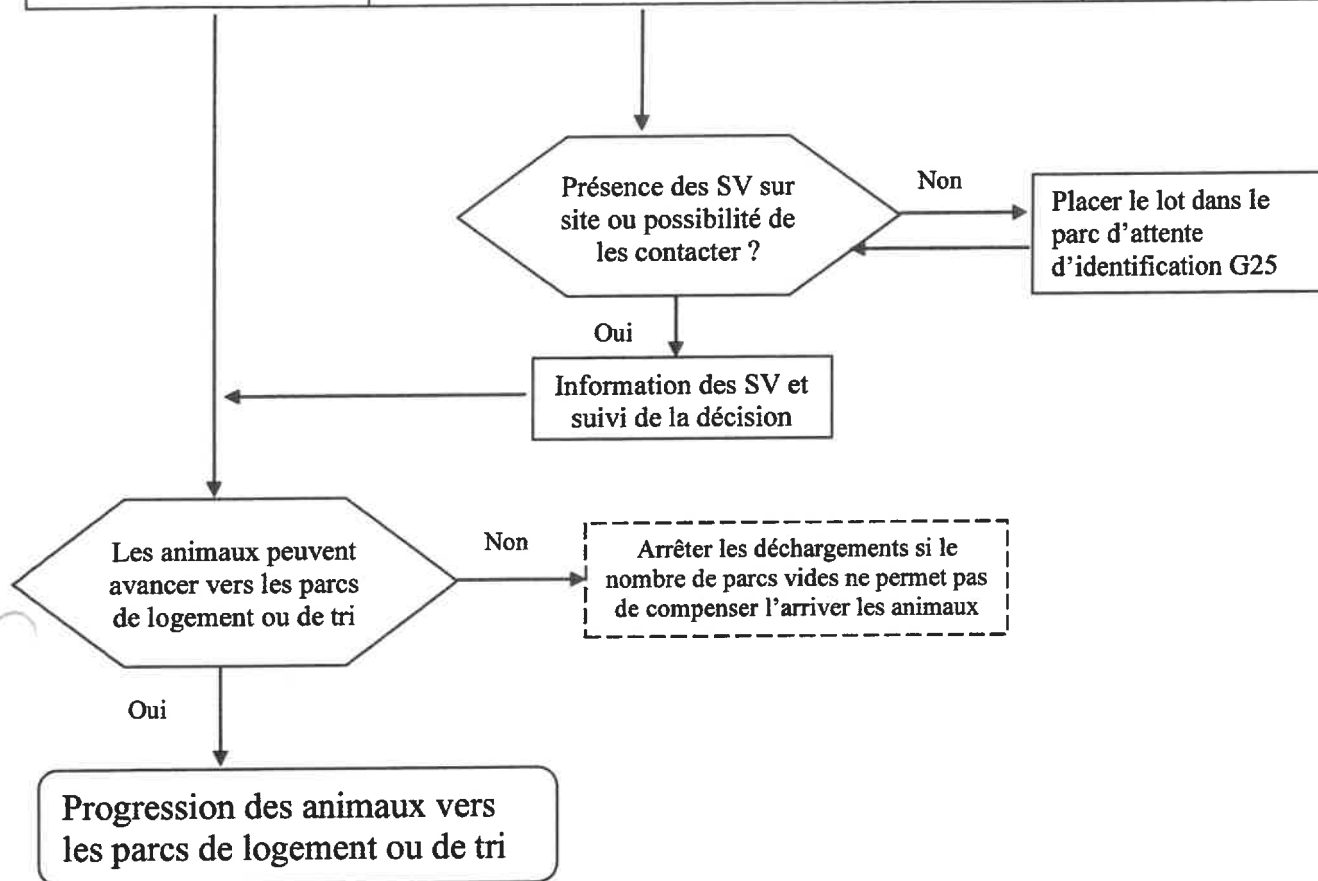 Présence des SV sur
site ou possibilité de
les contacter ?
Non
Placer le lot dans le
parc d'attente
d'identification G25
Oui
Information des SV et
suivi de la décision
Les animaux peuvent
avancer vers les parcs
de logement ou de tri
Non
Arrêter les déchargements si le
nombre de parcs vides ne permet pas
de compenser l'arriver les animaux
Oui
Progression des animaux vers
les parcs de logement ou de tri